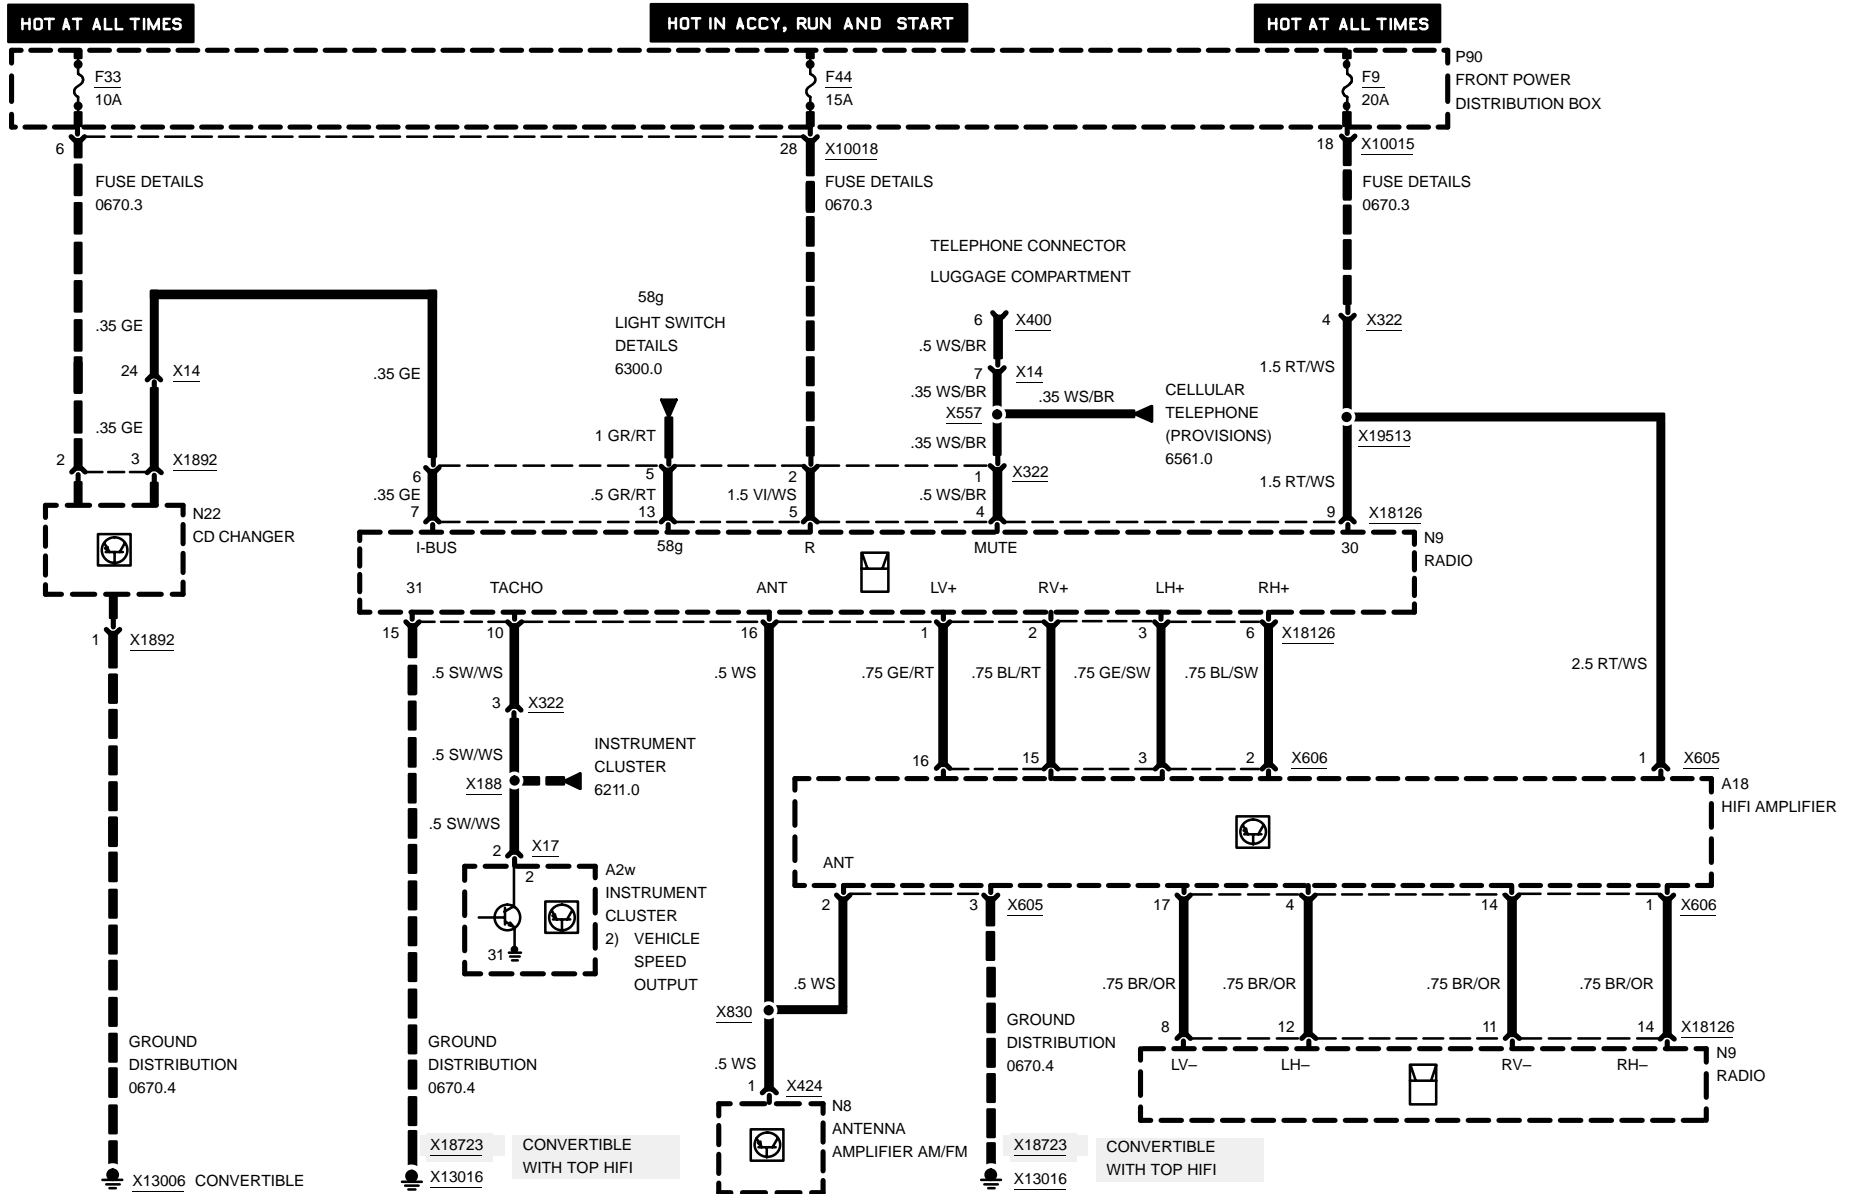 HOT AT ALL TIMES
HOT IN ACCY, RUN AND START
HOT AT ALL TIMES
F33
10A
F44
15A
F9
20A
P90
FRONT POWER
DISTRIBUTION BOX
6
28
X10018
18
X10015
FUSE DETAILS
0670.3
FUSE DETAILS
0670.3
FUSE DETAILS
0670.3
TELEPHONE CONNECTOR
LUGGAGE COMPARTMENT
58g
LIGHT SWITCH
DETAILS
6300.0
6
X400
4
X322
.35 GE
.5 WS/BR
24
X14
.35 GE
7
X14
1.5 RT/WS
.35 WS/BR
.35 WS/BR
CELLULAR
TELEPHONE
(PROVISIONS)
6561.0
X557
.35 GE
1 GR/RT
.35 WS/BR
X19513
2
3
X1892
6
5
2
1
X322
.35 GE
.5 GR/RT
1.5 VI/WS
.5 WS/BR
1.5 RT/WS
7
13
5
4
9
X18126
N22
CD CHANGER
I-BUS
58g
R
MUTE
30
N9
RADIO
31
TACHO
ANT
LV+
RV+
LH+
RH+
1
X1892
15
10
16
1
2
3
6
X18126
.5 SW/WS
.5 WS
.75 GE/RT
.75 BL/RT
.75 GE/SW
.75 BL/SW
2.5 RT/WS
3
X322
.5 SW/WS
INSTRUMENT
CLUSTER
6211.0
X188
16
15
3
2
X606
1
X605
A18
HIFI AMPLIFIER
.5 SW/WS
2
X17
ANT
2
A2w
INSTRUMENT
CLUSTER
2) VEHICLE
SPEED
OUTPUT
31
2
3
X605
17
4
14
1
X606
.5 WS
.75 BR/OR
.75 BR/OR
.75 BR/OR
.75 BR/OR
X830
GROUND
DISTRIBUTION
0670.4
8
12
11
14
X18126
GROUND
DISTRIBUTION
0670.4
GROUND
DISTRIBUTION
0670.4
.5 WS
LV–
LH–
RV–
RH–
N9
RADIO
1
X424
N8
ANTENNA
AMPLIFIER AM/FM
X18723
CONVERTIBLE
WITH TOP HIFI
X18723
CONVERTIBLE
WITH TOP HIFI
X13006 CONVERTIBLE
X13016
X13016